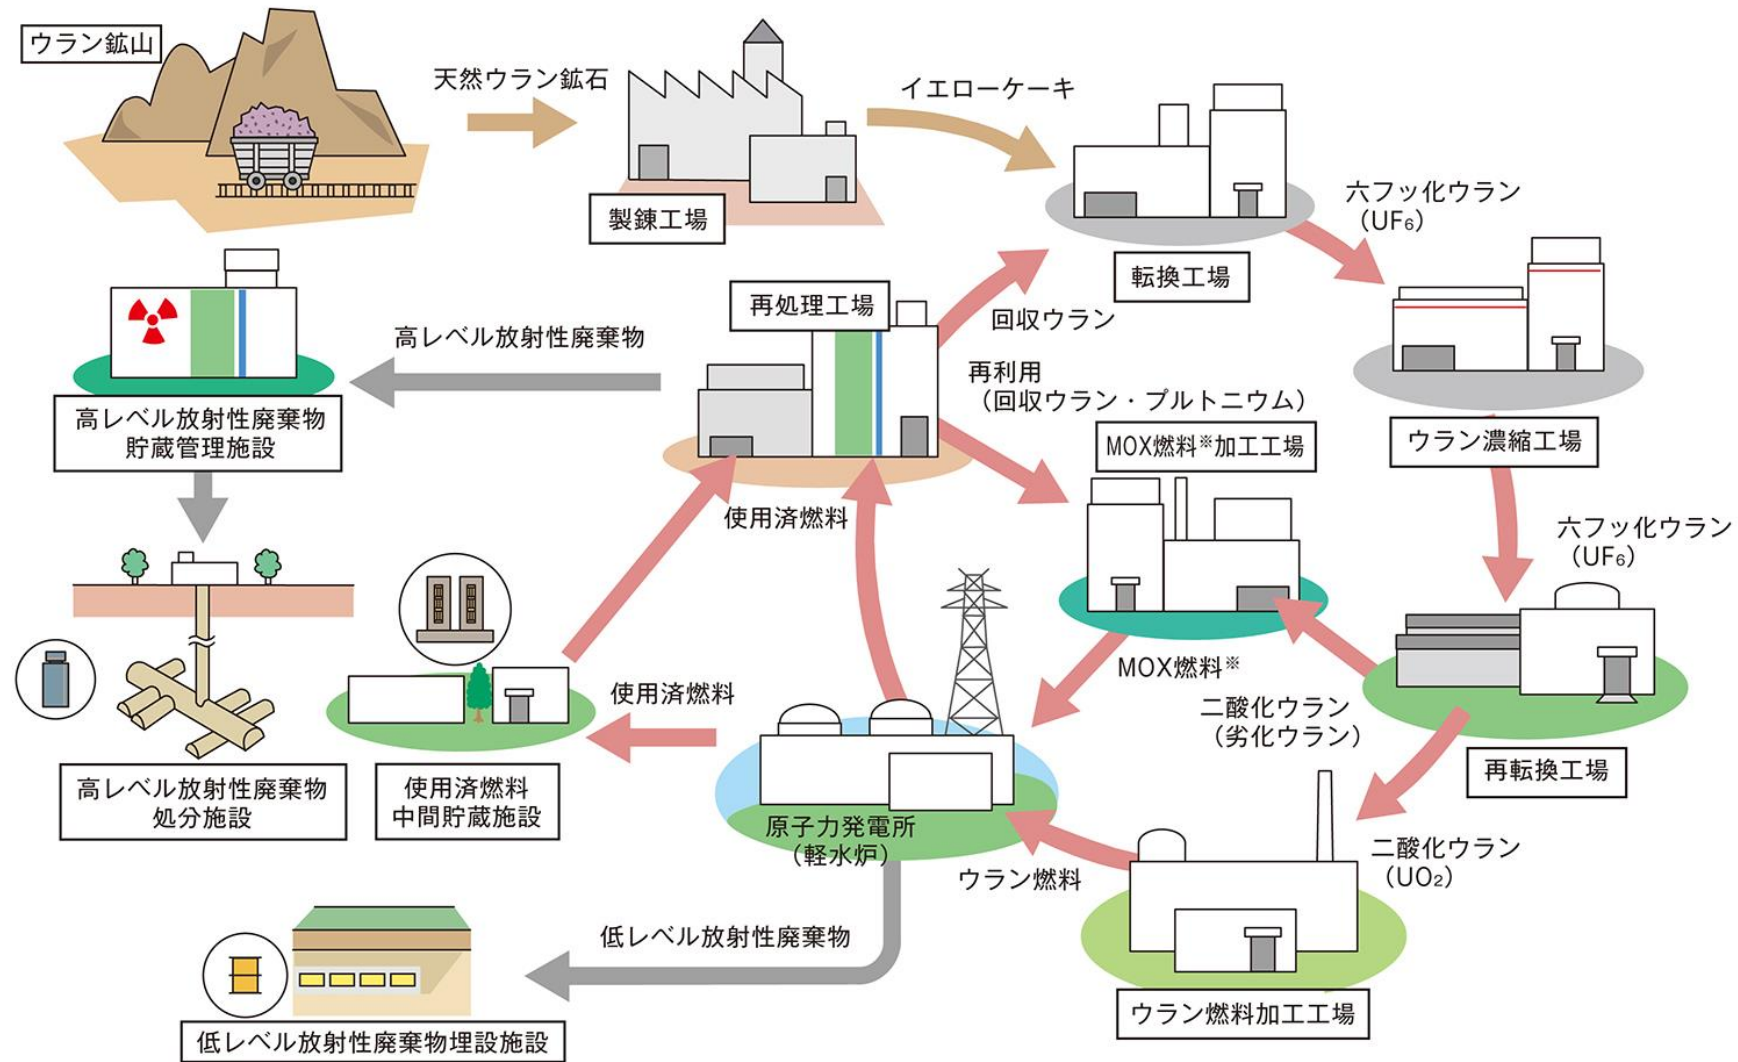 ウラン鉱山
天然ウラン鉱石
製錬工場
イエローケーキ
転換工場
六フッ化ウラン
（UF₆）
ウラン濃縮工場
再処理工場
回収ウラン
再利用
（回収ウラン・プルトニウム）
MOX燃料※加工工場
高レベル放射性廃棄物
高レベル放射性廃棄物
貯蔵管理施設
使用済燃料
六フッ化ウラン
（UF₆）
MOX燃料※
二酸化ウラン
（劣化ウラン）
再転換工場
使用済燃料
高レベル放射性廃棄物
処分施設
使用済燃料
中間貯蔵施設
原子力発電所
（軽水炉）
ウラン燃料
二酸化ウラン
（UO₂）
低レベル放射性廃棄物
ウラン燃料加工工場
低レベル放射性廃棄物埋設施設